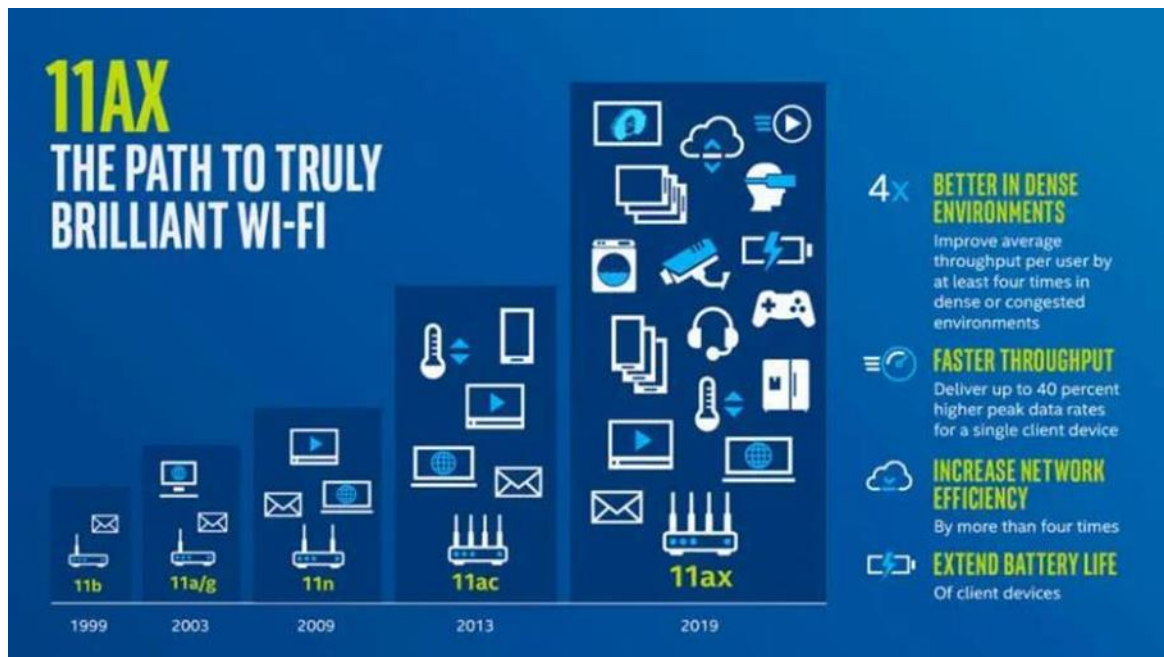 11AX
THE PATH TO TRULY
BRILLIANT WI-FI
11b
11a/g
11n
11ac
11ax
1999
2003
2009
2013
2019
4x
BETTER IN DENSE
ENVIRONMENTS
Improve average
throughput per user by
at least four times in
dense or congested
environments
FASTER THROUGHPUT
Deliver up to 40 percent
higher peak data rates
for a single client device
INCREASE NETWORK
EFFICIENCY
By more than four times
EXTEND BATTERY LIFE
Of client devices